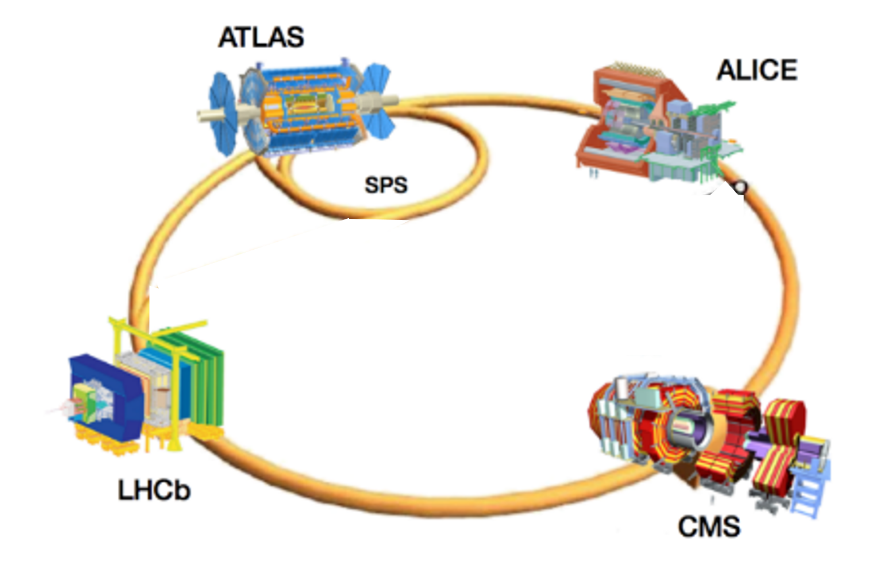 ATLAS
ALICE
SPS
LHCb
CMS